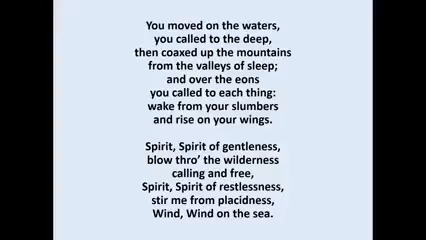 You moved on the waters,
you called to the deep,
then coaxed up the mountains
from the valleys of sleep;
and over the eons
you called to each thing:
wake from your slumbers
and rise on your wings.

Spirit, Spirit of gentleness,
blow thro’ the wilderness
calling and free,
Spirit, Spirit of restlessness,
stir me from placidness,
Wind, Wind on the sea.